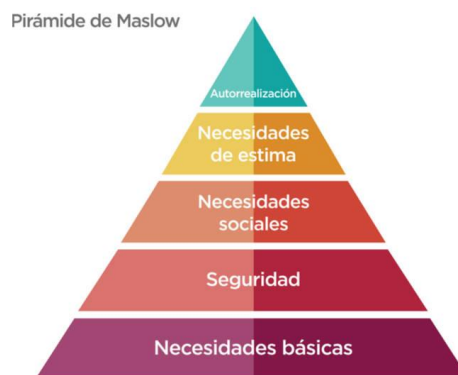 Pirámide de Maslow
Autorrealización
Necesidades
de estima
Necesidades
sociales
Seguridad
Necesidades básicas